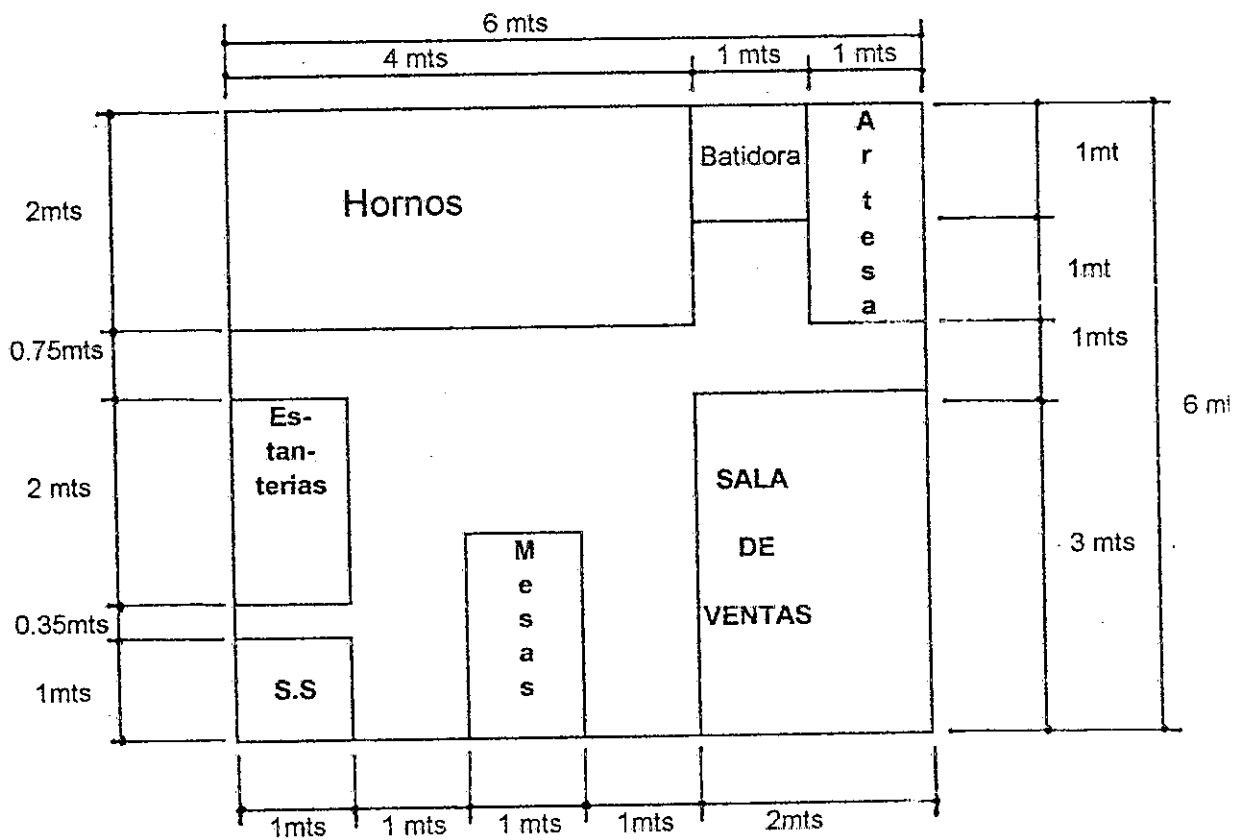 6 mts
4 mts
1 mts
1 mts
Hornos
Batidora
A
r
t
e
s
a
2mts
0.75mts
2 mts
0.35mts
1mts
1mt
1mt
1mts
3 mts
6 m
Es-
tan-
terias
S.S
M
e
s
a
s
SALA
DE
VENTAS
1mts
1 mts
1 mts
1mts
2mts